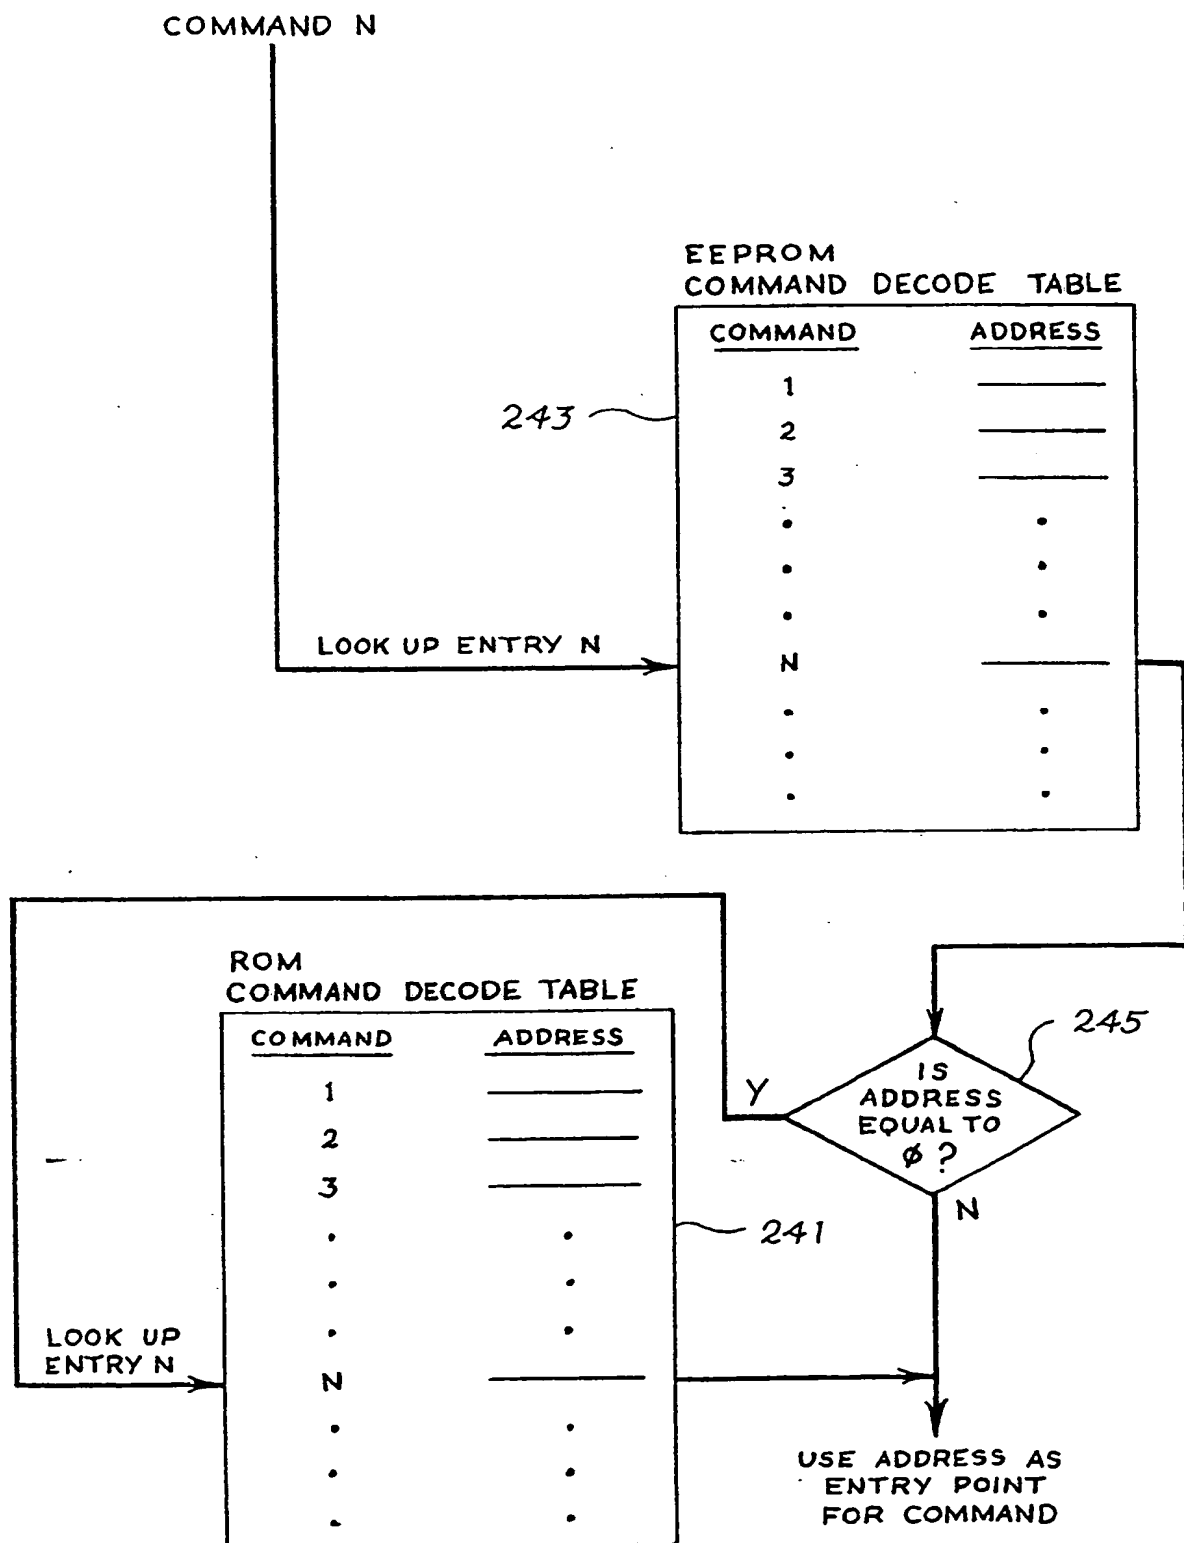 COMMAND N
EEPROM
COMMAND DECODE TABLE
COMMAND ADDRESS
1
243
2
3
LOOK UP ENTRY N
N
ROM
COMMAND DECODE TABLE
COMMAND ADDRESS
1
2
3
241
LOOK UP
ENTRY N
N
245
IS
ADDRESS
EQUAL TO
ø ?
Y
N
USE ADDRESS AS
ENTRY POINT
FOR COMMAND